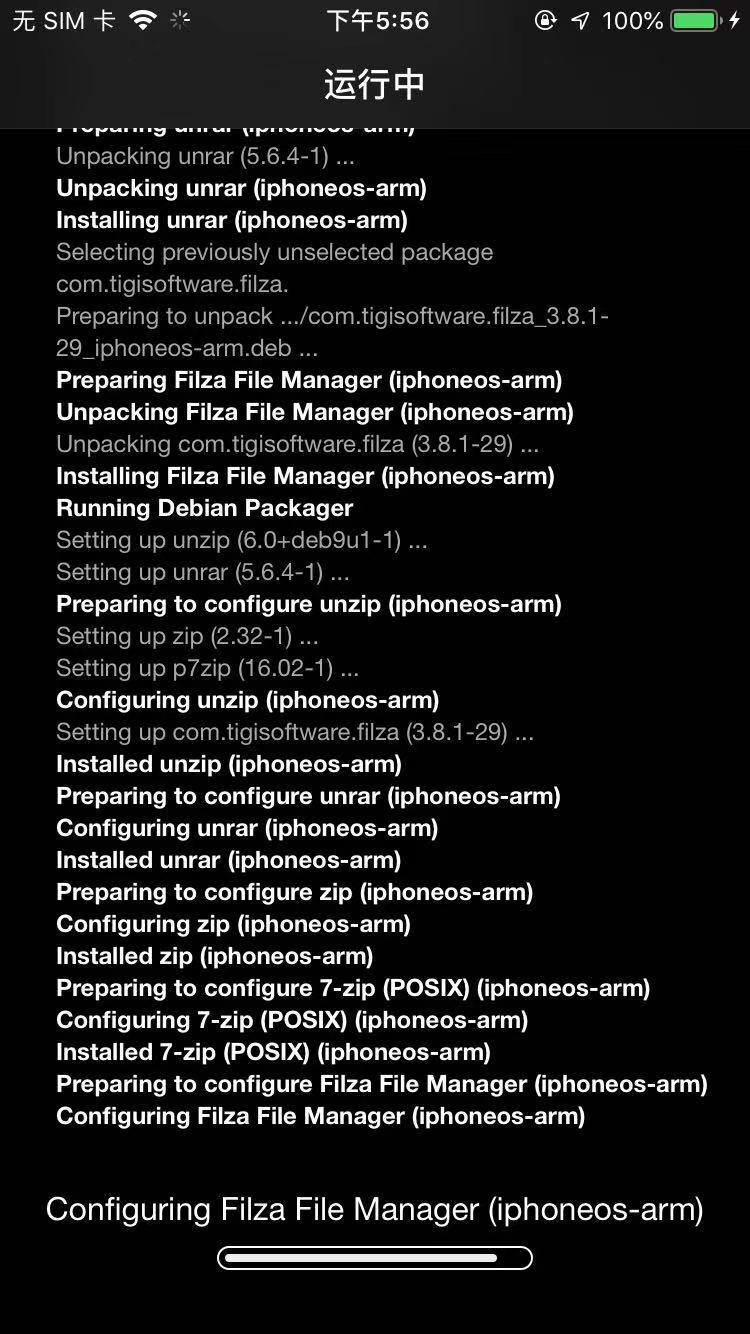 无 SIM 卡 下午5:56 100%
运行中
Preparing unrar (iphoneos-arm)
Unpacking unrar (5.6.4-1) ...
Unpacking unrar (iphoneos-arm)
Installing unrar (iphoneos-arm)
Selecting previously unselected package
com.tigisoftware.filza.
Preparing to unpack .../com.tigisoftware.filza_3.8.1-
29_iphoneos-arm.deb ...
Preparing Filza File Manager (iphoneos-arm)
Unpacking Filza File Manager (iphoneos-arm)
Unpacking com.tigisoftware.filza (3.8.1-29) ...
Installing Filza File Manager (iphoneos-arm)
Running Debian Packager
Setting up unzip (6.0+deb9u1-1) ...
Setting up unrar (5.6.4-1) ...
Preparing to configure unzip (iphoneos-arm)
Setting up zip (2.32-1) ...
Setting up p7zip (16.02-1) ...
Configuring unzip (iphoneos-arm)
Setting up com.tigisoftware.filza (3.8.1-29) ...
Installed unzip (iphoneos-arm)
Preparing to configure unrar (iphoneos-arm)
Configuring unrar (iphoneos-arm)
Installed unrar (iphoneos-arm)
Preparing to configure zip (iphoneos-arm)
Configuring zip (iphoneos-arm)
Installed zip (iphoneos-arm)
Preparing to configure 7-zip (POSIX) (iphoneos-arm)
Configuring 7-zip (POSIX) (iphoneos-arm)
Installed 7-zip (POSIX) (iphoneos-arm)
Preparing to configure Filza File Manager (iphoneos-arm)
Configuring Filza File Manager (iphoneos-arm)
Configuring Filza File Manager (iphoneos-arm)